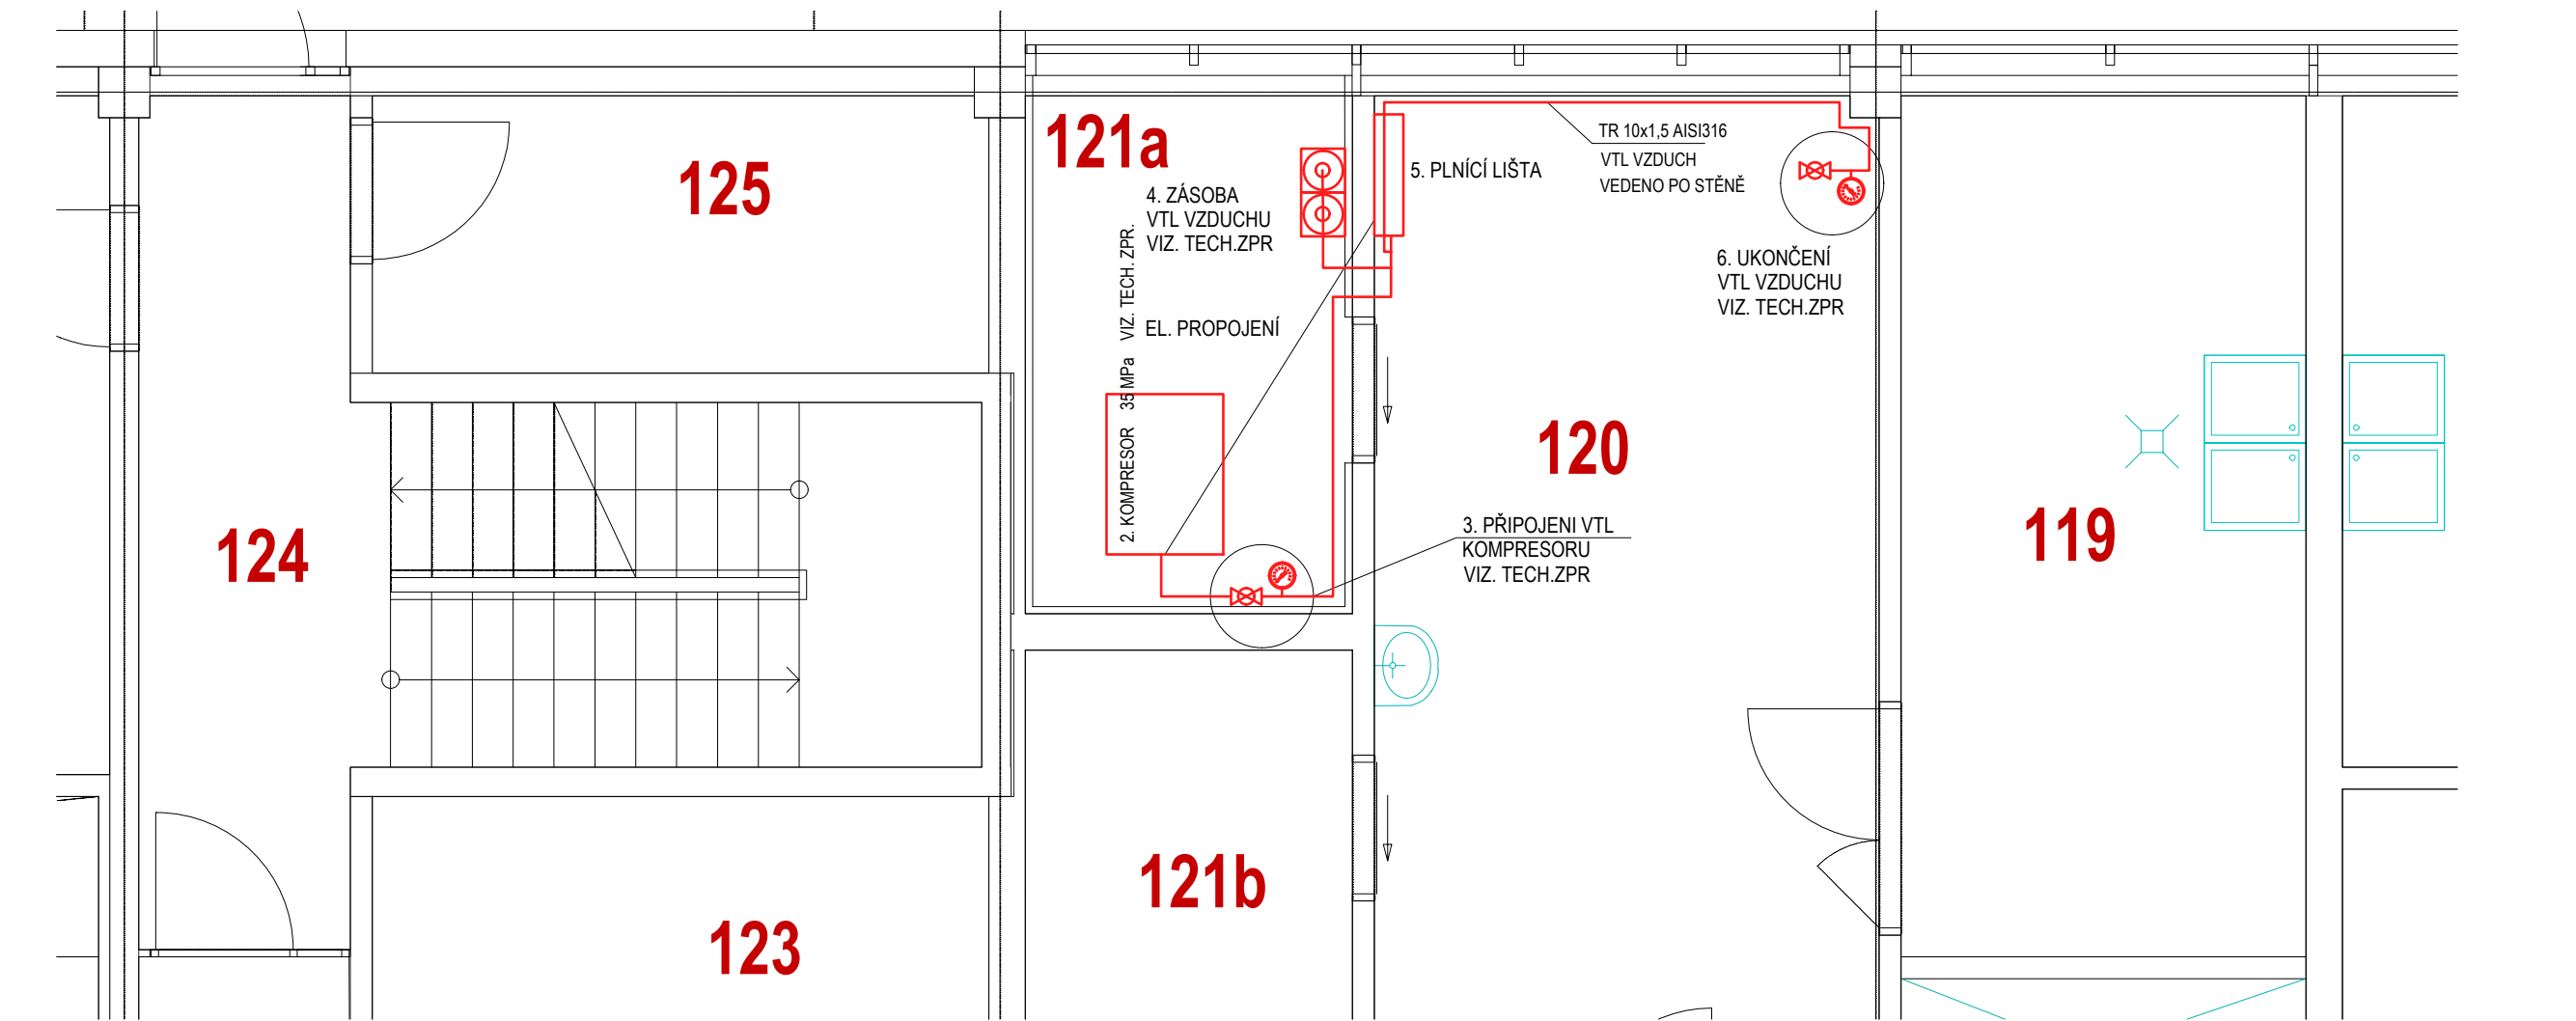 121a
125
4. ZÁSOBA
VTL VZDUCHU
VIZ. TECH.ZPR
5. PLNÍCÍ LIŠTA
TR 10x1,5 AISI316
VTL VZDUCH
VEDENO PO STĚNĚ
6. UKONČENÍ
VTL VZDUCHU
VIZ. TECH.ZPR
EL. PROPOJENÍ
2. KOMPRESOR 35 MPa VIZ. TECH. ZPR.
120
3. PŘIPOJENI VTL
KOMPRESORU
VIZ. TECH.ZPR
119
124
121b
123